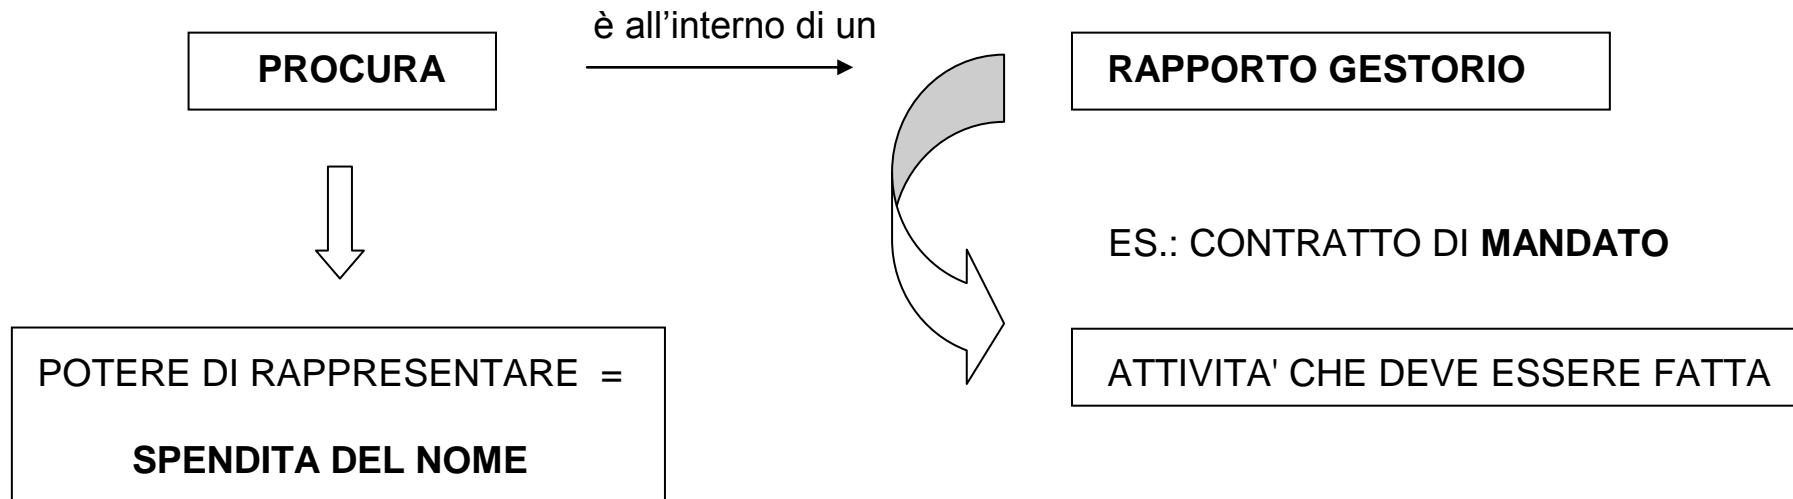 è all’interno di un
PROCURA
RAPPORTO GESTORIO
ES.: CONTRATTO DI MANDATO
POTERE DI RAPPRESENTARE =
SPENDITA DEL NOME
ATTIVITA' CHE DEVE ESSERE FATTA